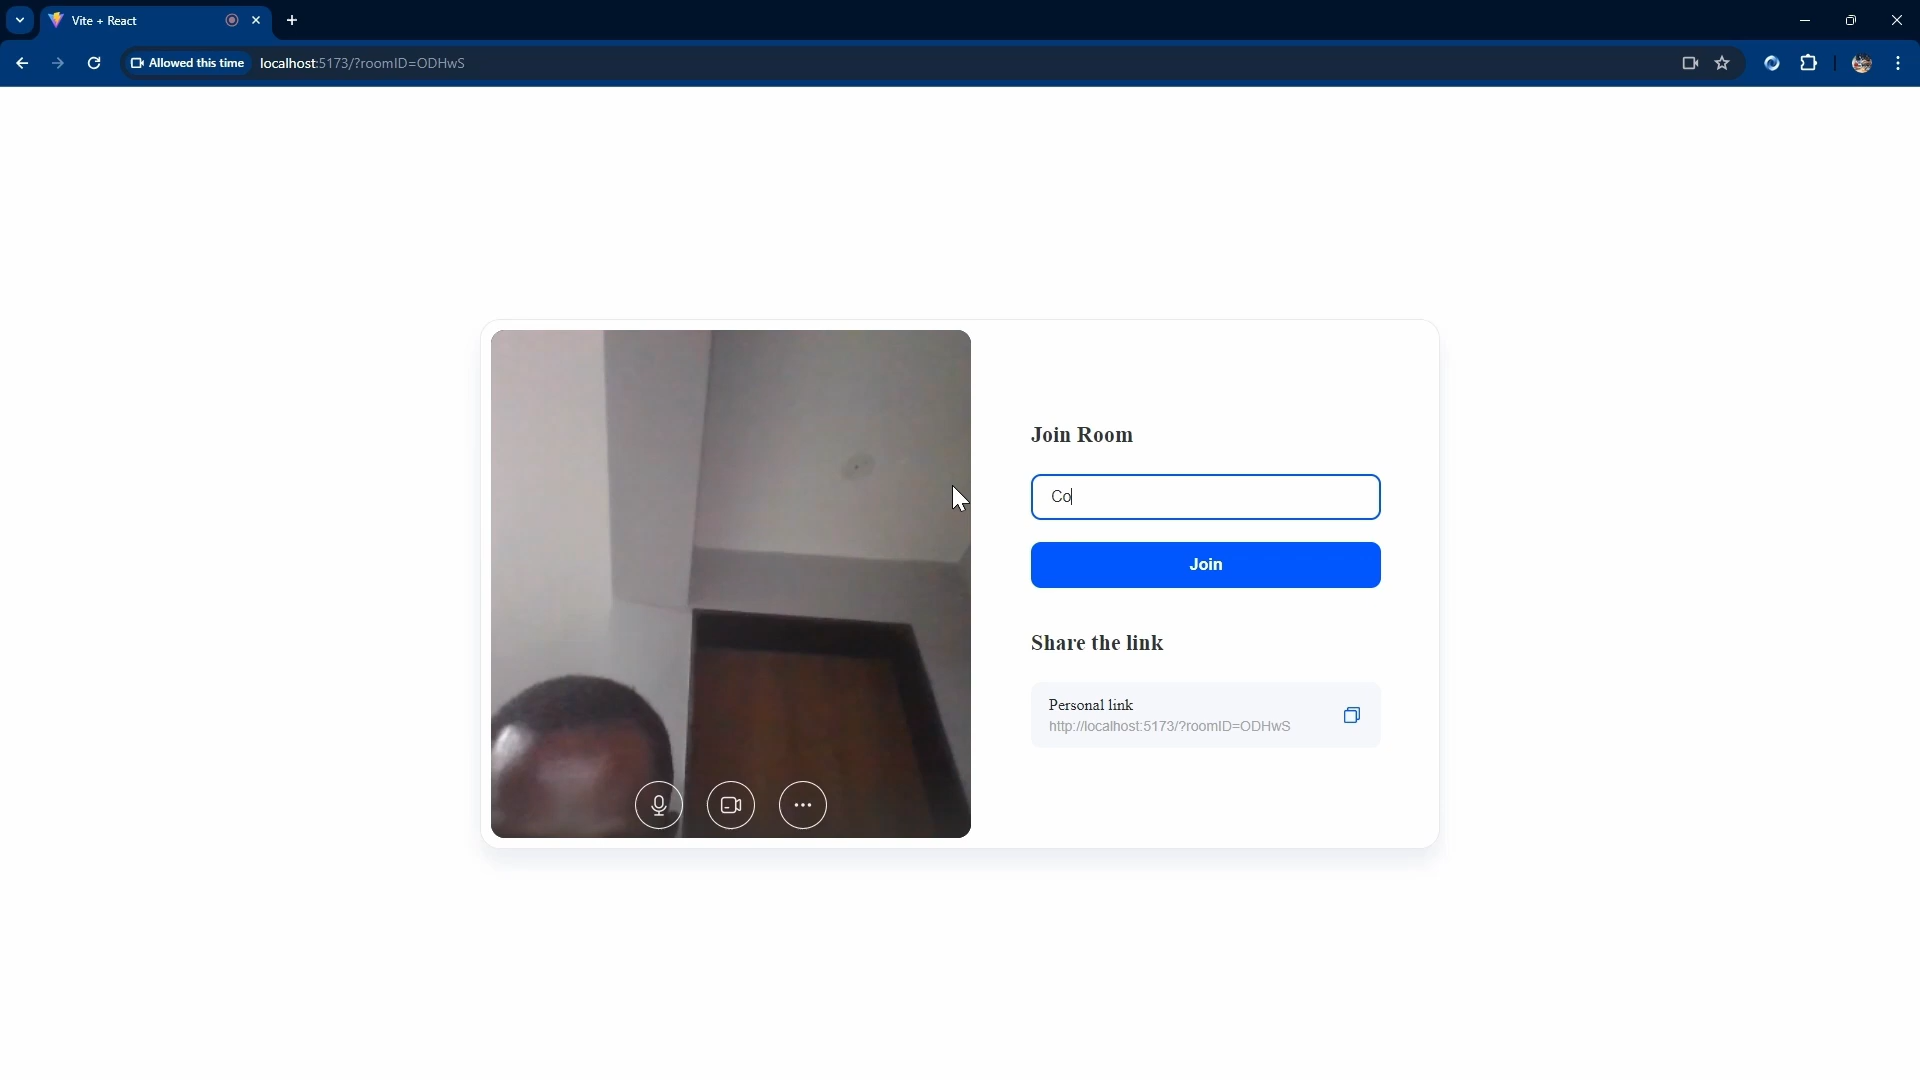 Vite + React
Allowed this time localhost:5173/?roomID=ODHwS
Join Room
Co
Join
Share the link
Personal link
http://localhost:5173/?roomID=ODHwS